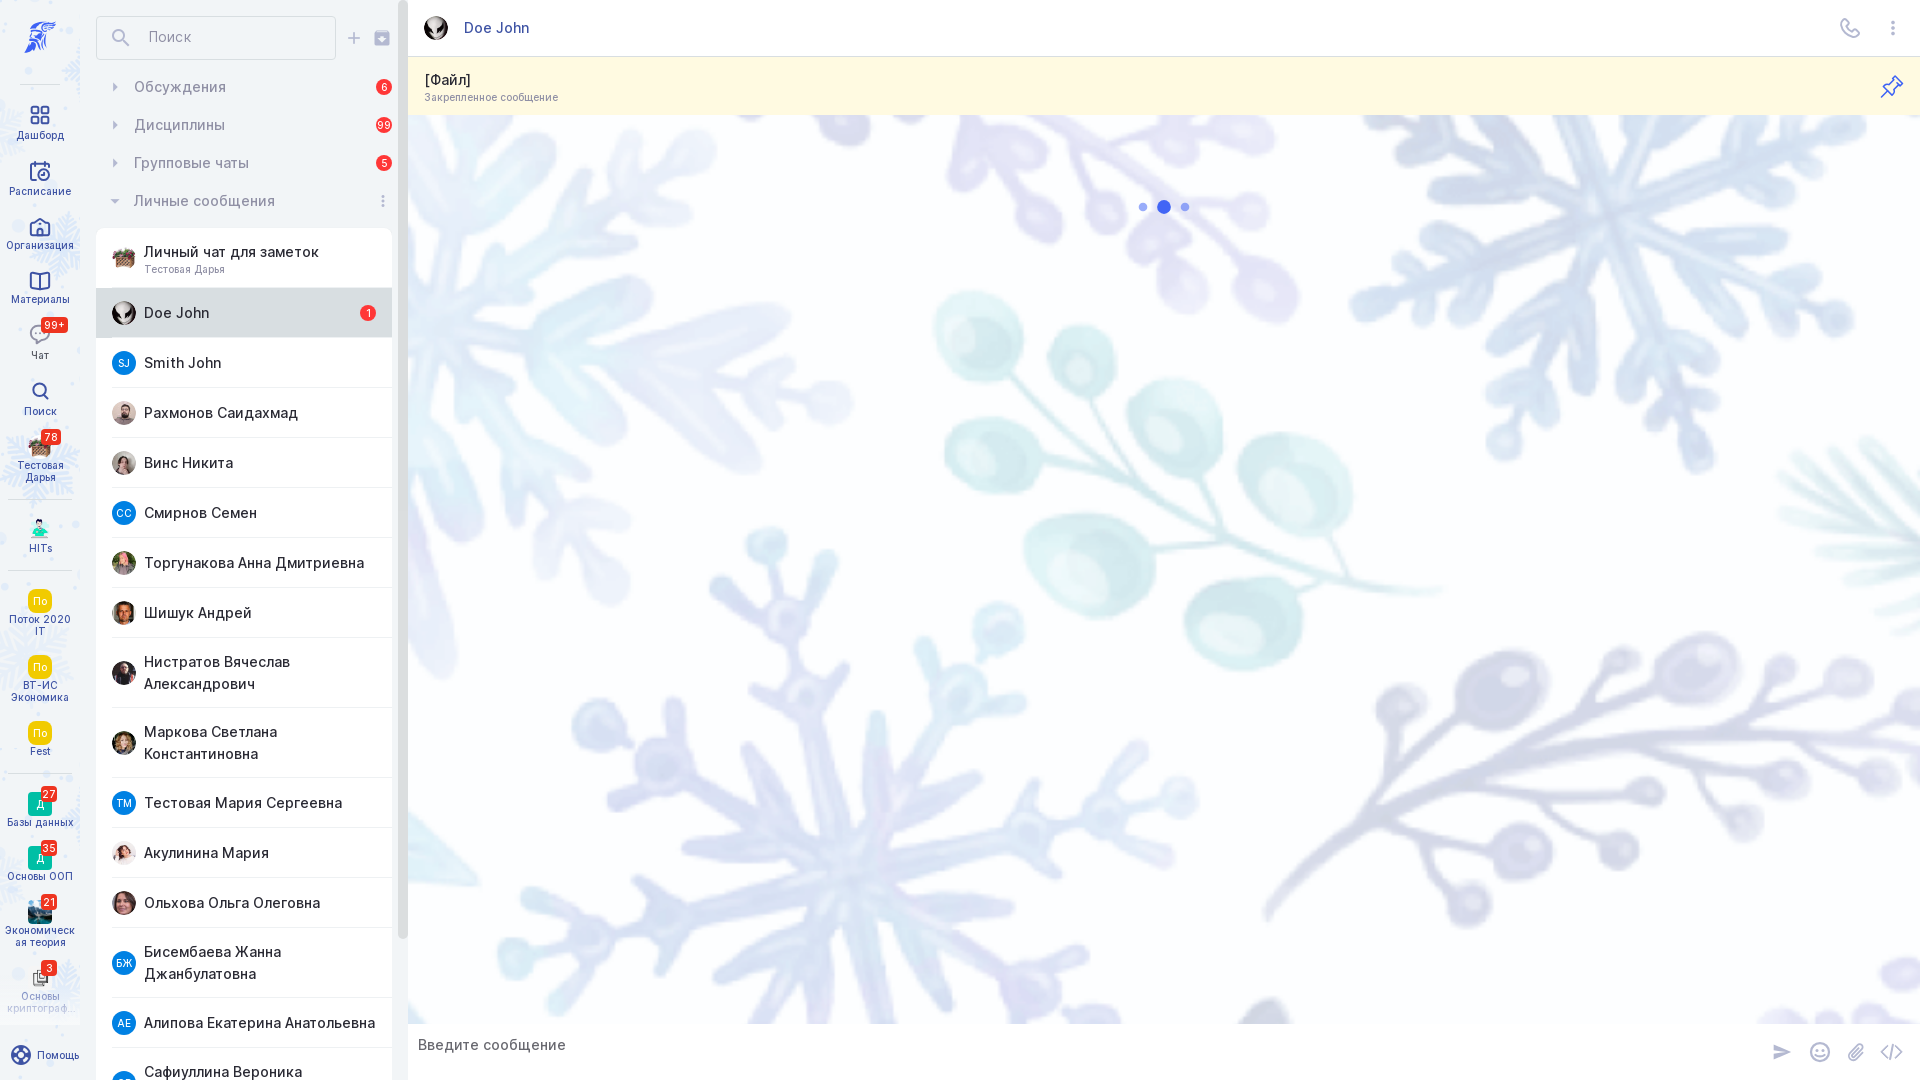 Дашборд
Расписание
Организация
Материалы
99+
Чат
Поиск
78
Тестовая
Дарья
HITs
По
Поток 2020
IT
По
ВТ-ИС
Экономика
По
Fest
27
Д
Базы данных
35
Д
Основы ООП
21
Экономическ
ая теория
3
Основы
криптограф...
Помощь
Поиск
Обсуждения
6
Дисциплины
99
Групповые чаты
5
Личные сообщения
Личный чат для заметок
Тестовая Дарья
Doe John
1
SJ
Smith John
Рахмонов Саидахмад
Винс Никита
СС
Смирнов Семен
Торгунакова Анна Дмитриевна
Шишук Андрей
Нистратов Вячеслав
Александрович
Маркова Светлана
Константиновна
ТМ
Тестовая Мария Сергеевна
Акулинина Мария
Ольхова Ольга Олеговна
БЖ
Бисембаева Жанна
Джанбулатовна
АЕ
Алипова Екатерина Анатольевна
Сафиуллина Вероника
Doe John
[Файл]
Закрепленное сообщение
Введите сообщение